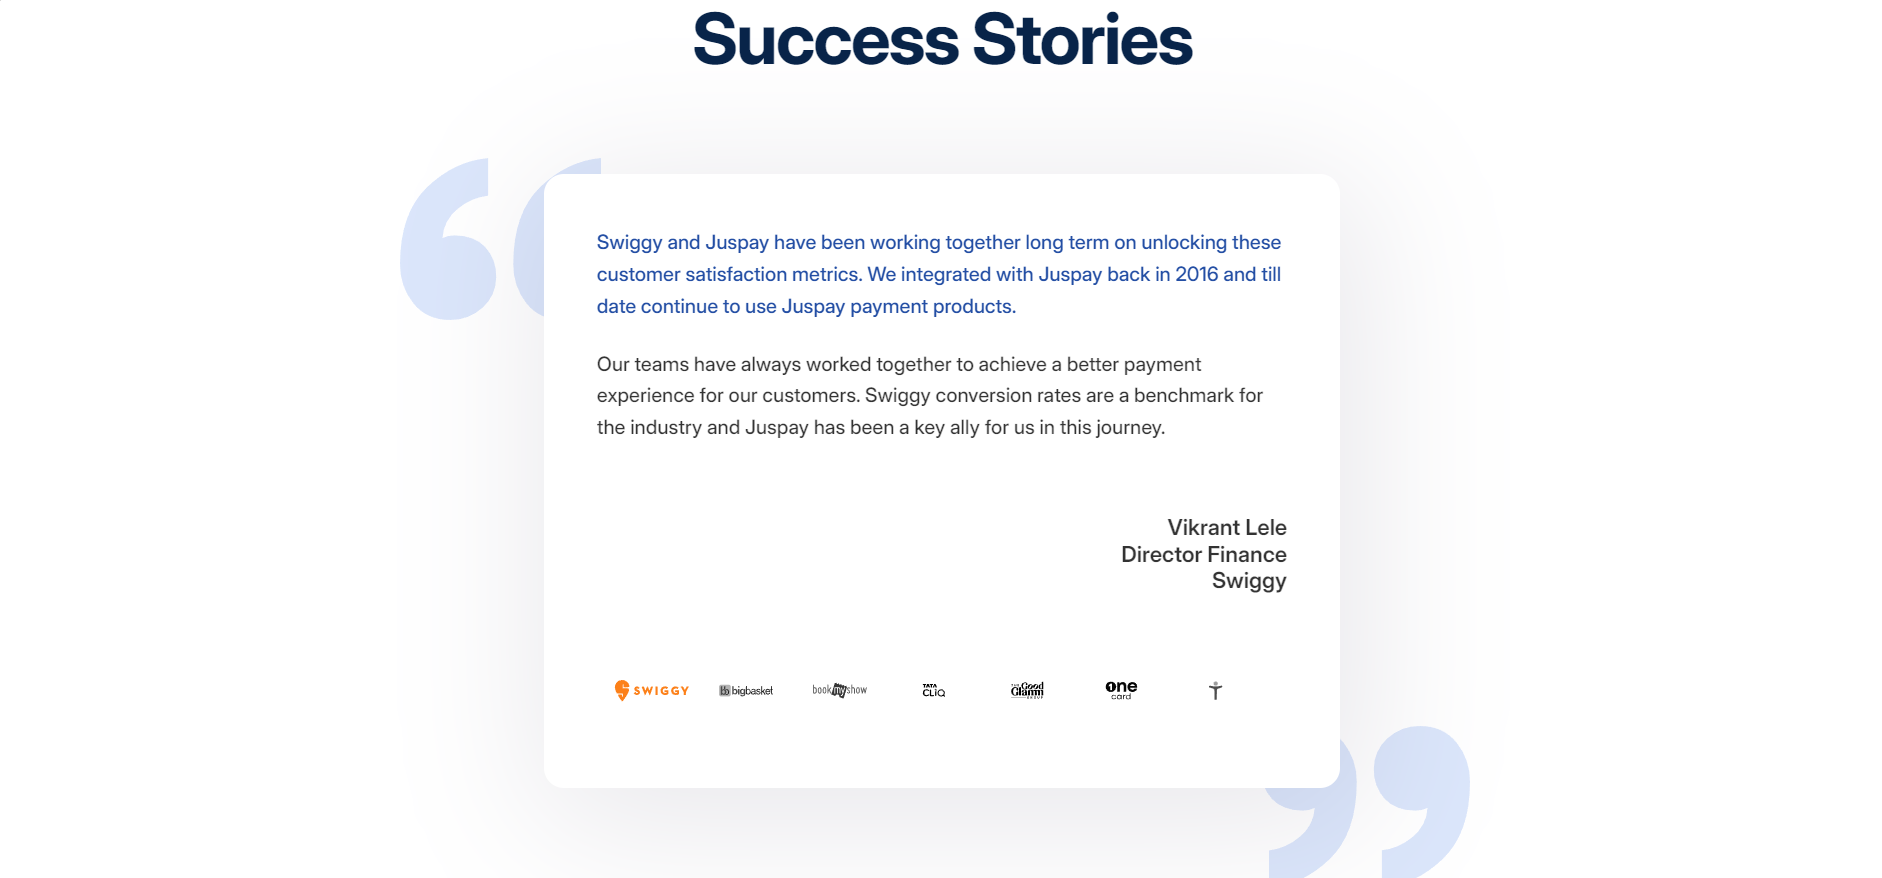 Success Stories
Swiggy and Juspay have been working together long term on unlocking these
customer satisfaction metrics. We integrated with Juspay back in 2016 and till
date continue to use Juspay payment products.
Our teams have always worked together to achieve a better payment
experience for our customers. Swiggy conversion rates are a benchmark for
the industry and Juspay has been a key ally for us in this journey.
Vikrant Lele
Director Finance
Swiggy
SWIGGY
bb bigbasket
bookmyshow
TATA
CLiQ
THE Good
Glamm
GROUP
one
card